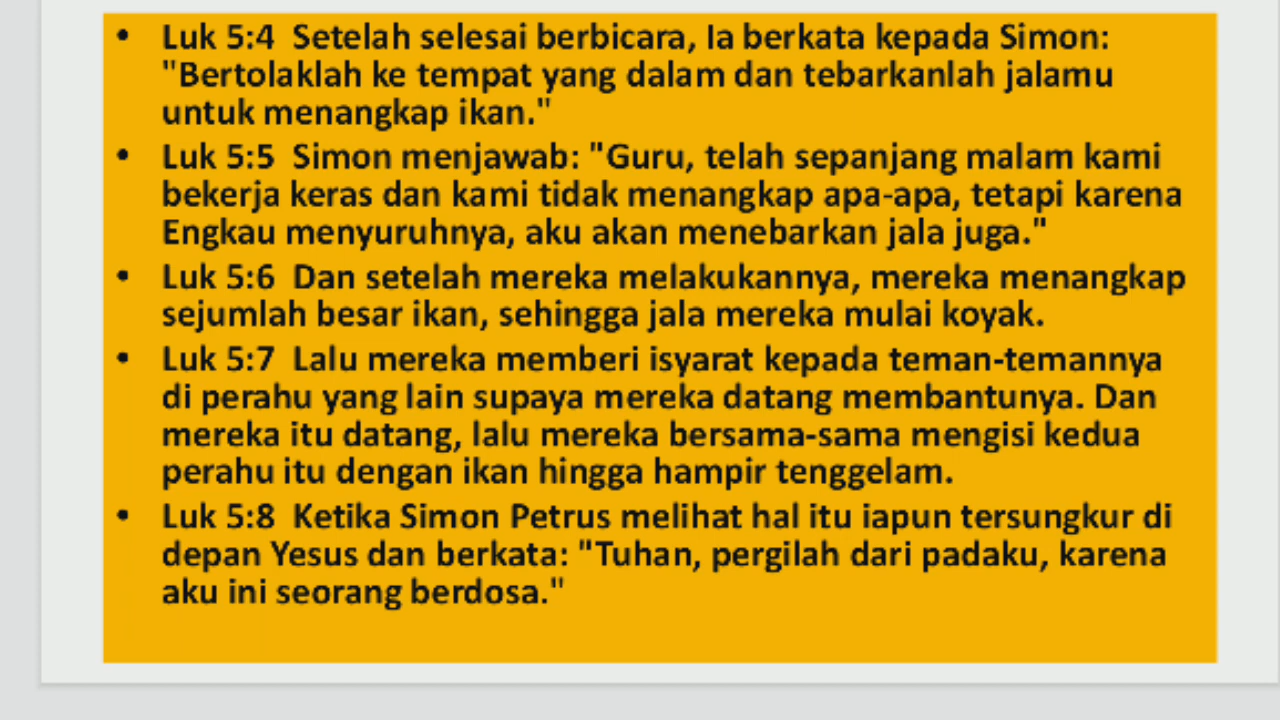 • Luk 5:4  Setelah selesai berbicara, Ia berkata kepada Simon:
"Bertolaklah ke tempat yang dalam dan tebarkanlah jalamu
untuk menangkap ikan."
• Luk 5:5  Simon menjawab: "Guru, telah sepanjang malam kami
bekerja keras dan kami tidak menangkap apa-apa, tetapi karena
Engkau menyuruhnya, aku akan menebarkan jala juga."
• Luk 5:6  Dan setelah mereka melakukannya, mereka menangkap
sejumlah besar ikan, sehingga jala mereka mulai koyak.
• Luk 5:7  Lalu mereka memberi isyarat kepada teman-temannya
di perahu yang lain supaya mereka datang membantunya. Dan
mereka itu datang, lalu mereka bersama-sama mengisi kedua
perahu itu dengan ikan hingga hampir tenggelam.
• Luk 5:8  Ketika Simon Petrus melihat hal itu iapun tersungkur di
depan Yesus dan berkata: "Tuhan, pergilah dari padaku, karena
aku ini seorang berdosa."